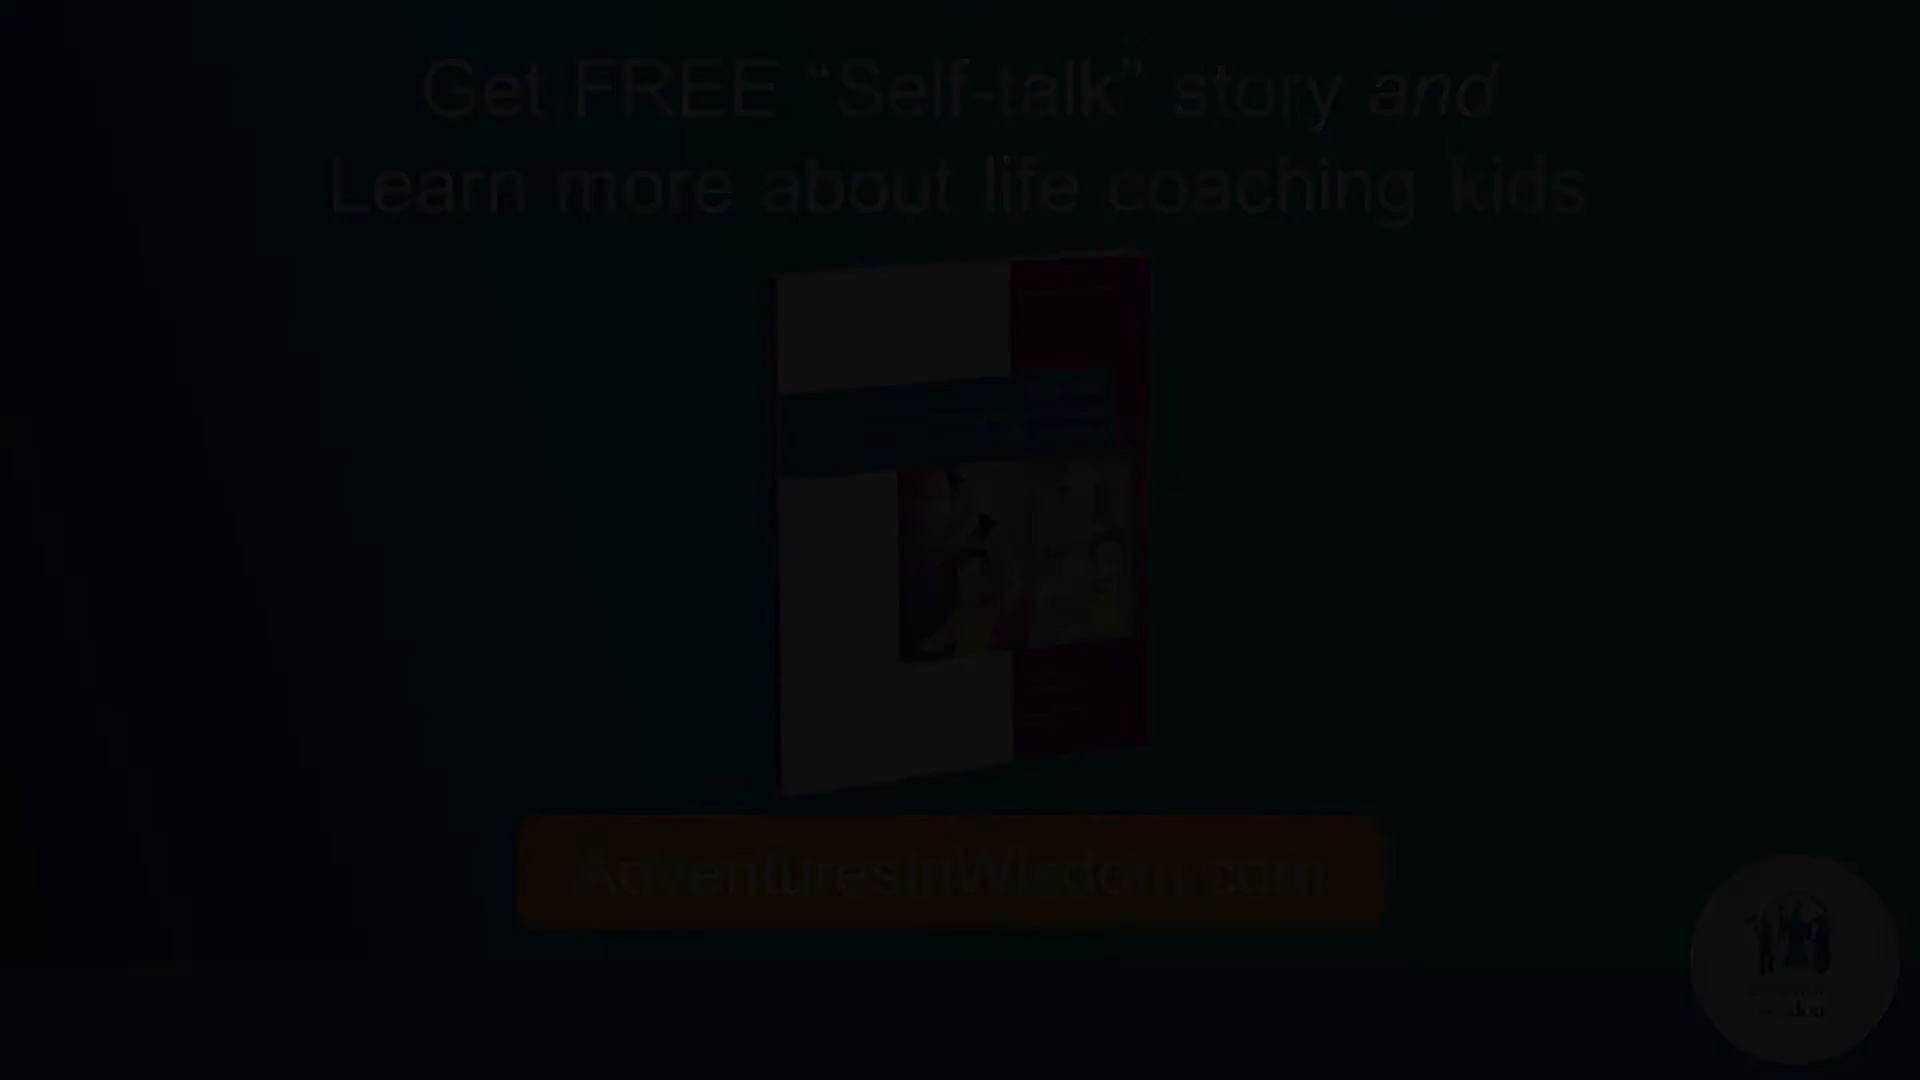 Get FREE “Self-talk” story and
Learn more about life coaching kids
AdventuresInWisdom.com